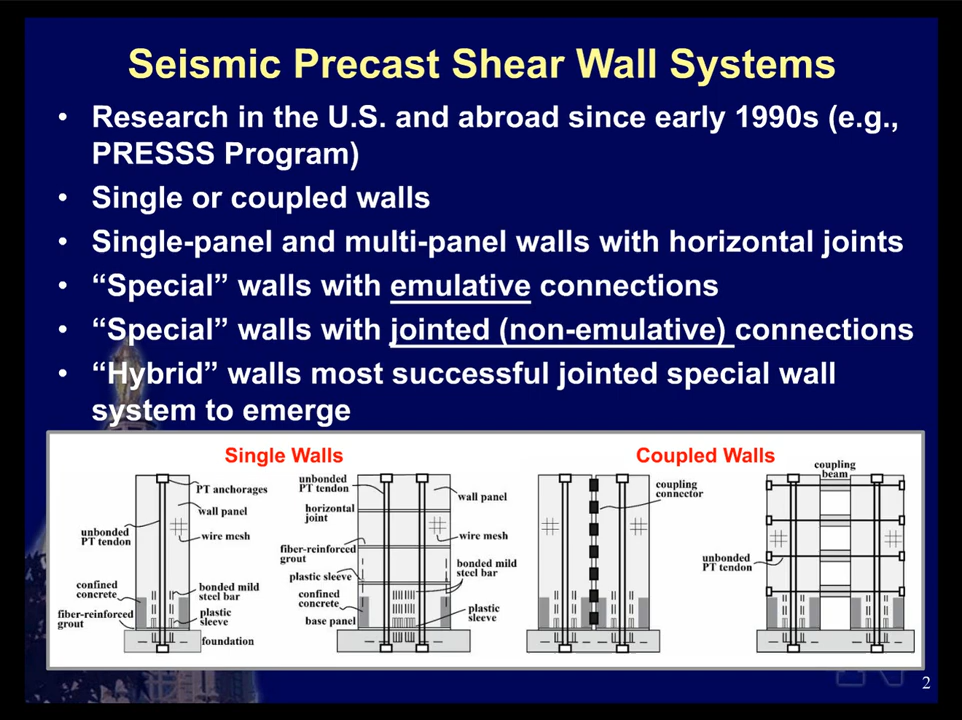 Seismic Precast Shear Wall Systems
• Research in the U.S. and abroad since early 1990s (e.g.,
PRESSS Program)
• Single or coupled walls
• Single-panel and multi-panel walls with horizontal joints
• “Special” walls with emulative connections
• “Special” walls with jointed (non-emulative) connections
• “Hybrid” walls most successful jointed special wall
system to emerge
Single Walls
PT anchorages
wall panel
unbonded
PT tendon
wire mesh
confined
concrete
bonded mild
steel bar
fiber-reinforced
grout
plastic
sleeve
foundation
unbonded
PT tendon
wall panel
horizontal
joint
wire mesh
fiber-reinforced
grout
bonded mild
steel bar
plastic sleeve
confined
concrete
plastic
sleeve
base panel
Coupled Walls
coupling
connector
coupling
beam
unbonded
PT tendon
2